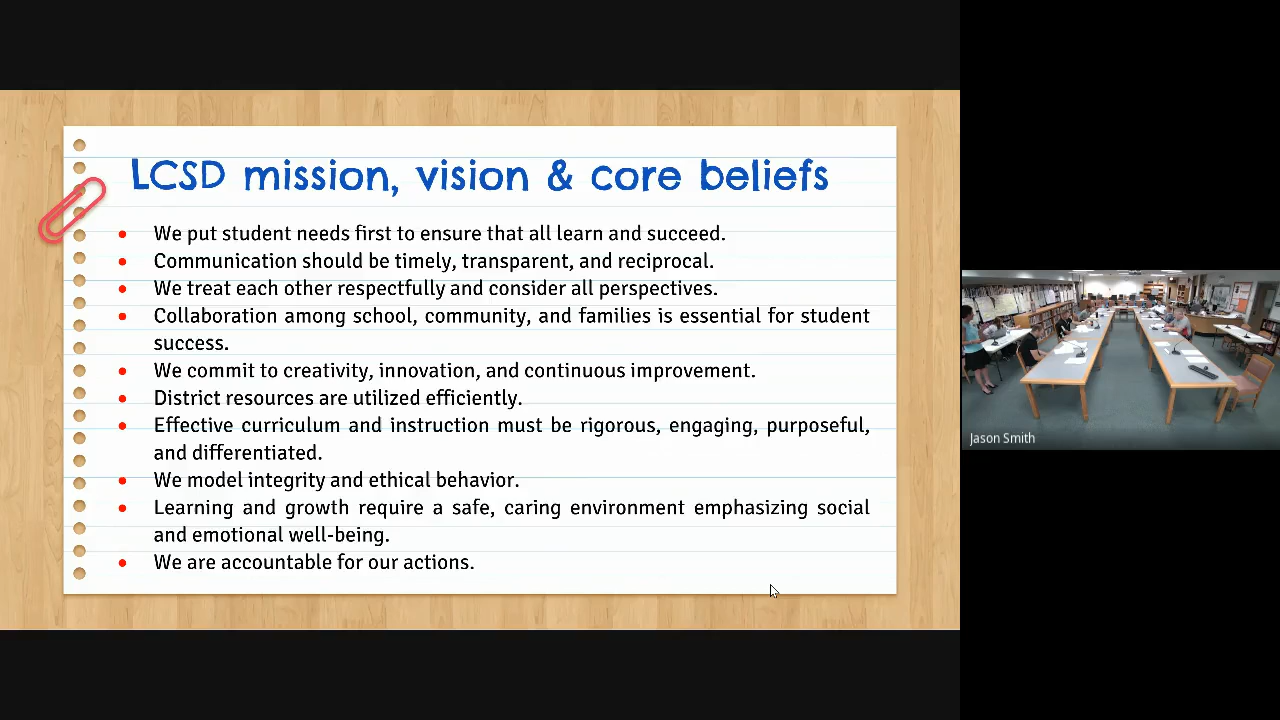 LCSD mission, vision & core beliefs
• We put student needs first to ensure that all learn and succeed.
• Communication should be timely, transparent, and reciprocal.
• We treat each other respectfully and consider all perspectives.
• Collaboration among school, community, and families is essential for student
success.
• We commit to creativity, innovation, and continuous improvement.
• District resources are utilized efficiently.
• Effective curriculum and instruction must be rigorous, engaging, purposeful,
and differentiated.
• We model integrity and ethical behavior.
• Learning and growth require a safe, caring environment emphasizing social
and emotional well-being.
• We are accountable for our actions.
Jason Smith